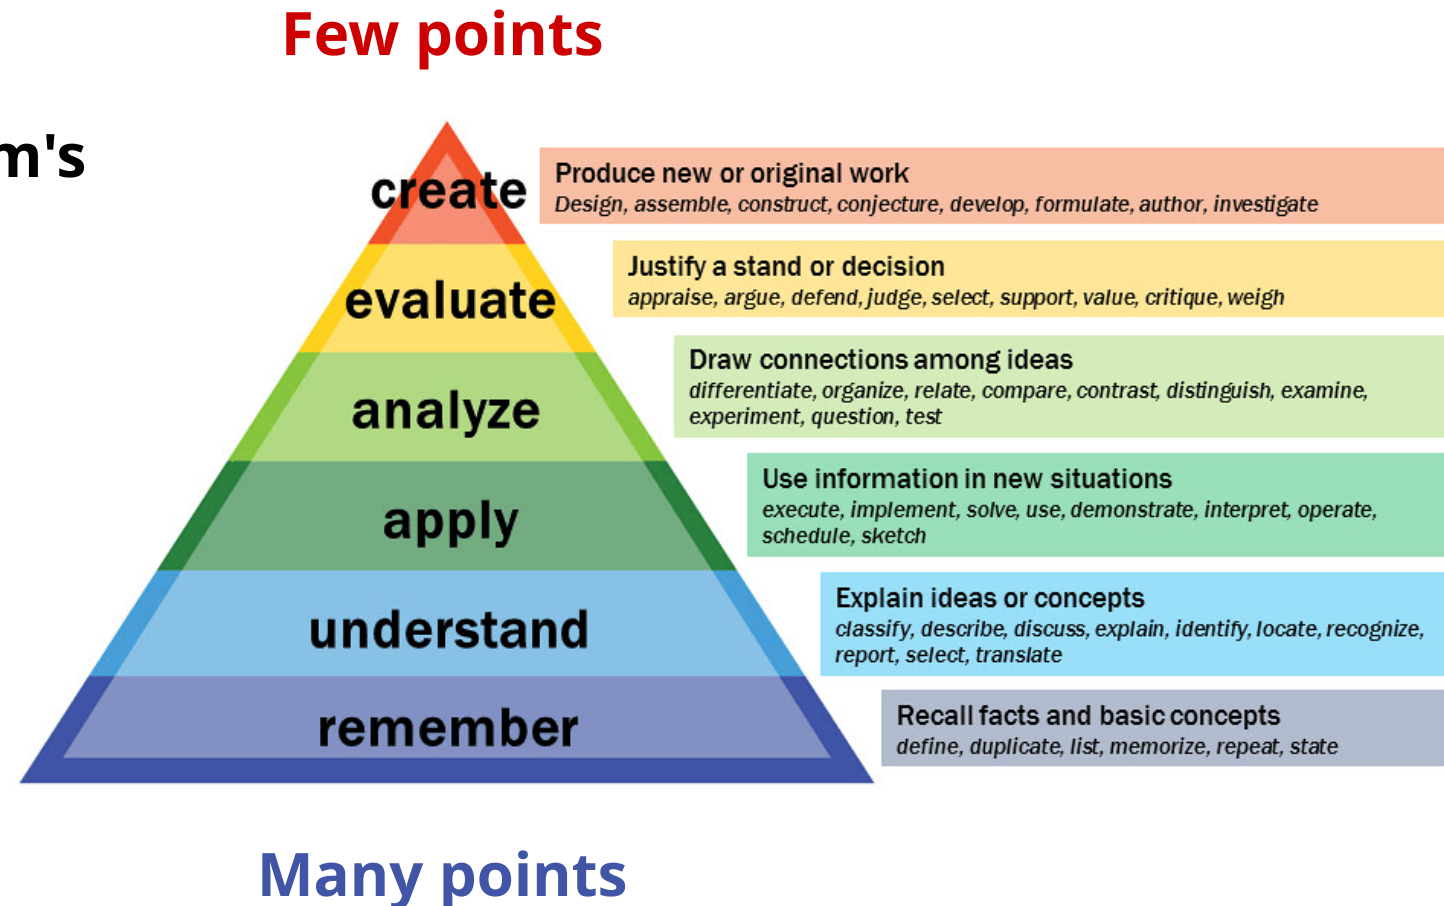 Few points
m's
create
Produce new or original work
Design, assemble, construct, conjecture, develop, formulate, author, investigate
evaluate
Justify a stand or decision
appraise, argue, defend, judge, select, support, value, critique, weigh
analyze
Draw connections among ideas
differentiate, organize, relate, compare, contrast, distinguish, examine,
experiment, question, test
apply
Use information in new situations
execute, implement, solve, use, demonstrate, interpret, operate,
schedule, sketch
understand
Explain ideas or concepts
classify, describe, discuss, explain, identify, locate, recognize,
report, select, translate
remember
Recall facts and basic concepts
define, duplicate, list, memorize, repeat, state
Many points